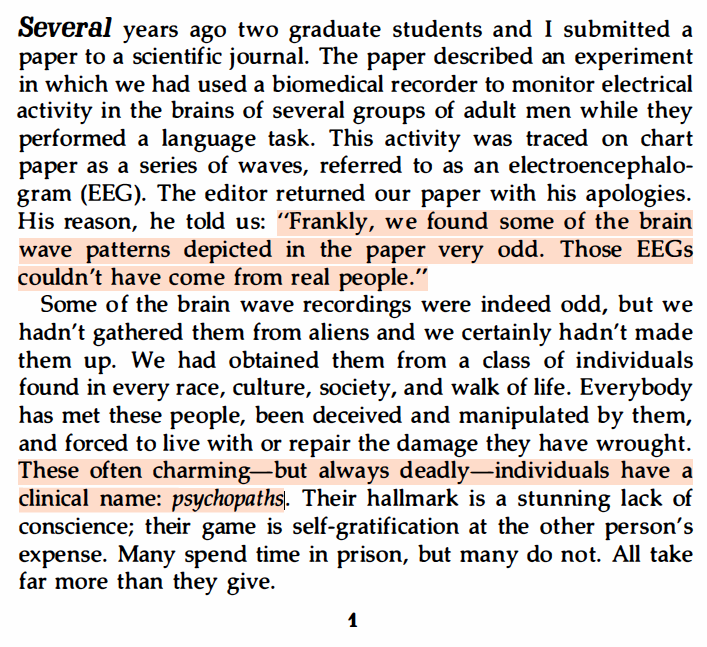 Several years ago two graduate students and I submitted a
paper to a scientific journal. The paper described an experiment
in which we had used a biomedical recorder to monitor electrical
activity in the brains of several groups of adult men while they
performed a language task. This activity was traced on chart
paper as a series of waves, referred to as an electroencephalo-
gram (EEG). The editor returned our paper with his apologies.
His reason, he told us: “Frankly, we found some of the brain
wave patterns depicted in the paper very odd. Those EEGs
couldn’t have come from real people.”
Some of the brain wave recordings were indeed odd, but we
hadn’t gathered them from aliens and we certainly hadn’t made
them up. We had obtained them from a class of individuals
found in every race, culture, society, and walk of life. Everybody
has met these people, been deceived and manipulated by them,
and forced to live with or repair the damage they have wrought.
These often charming—but always deadly—individuals have a
clinical name: psychopaths. Their hallmark is a stunning lack of
conscience; their game is self-gratification at the other person’s
expense. Many spend time in prison, but many do not. All take
far more than they give.
1